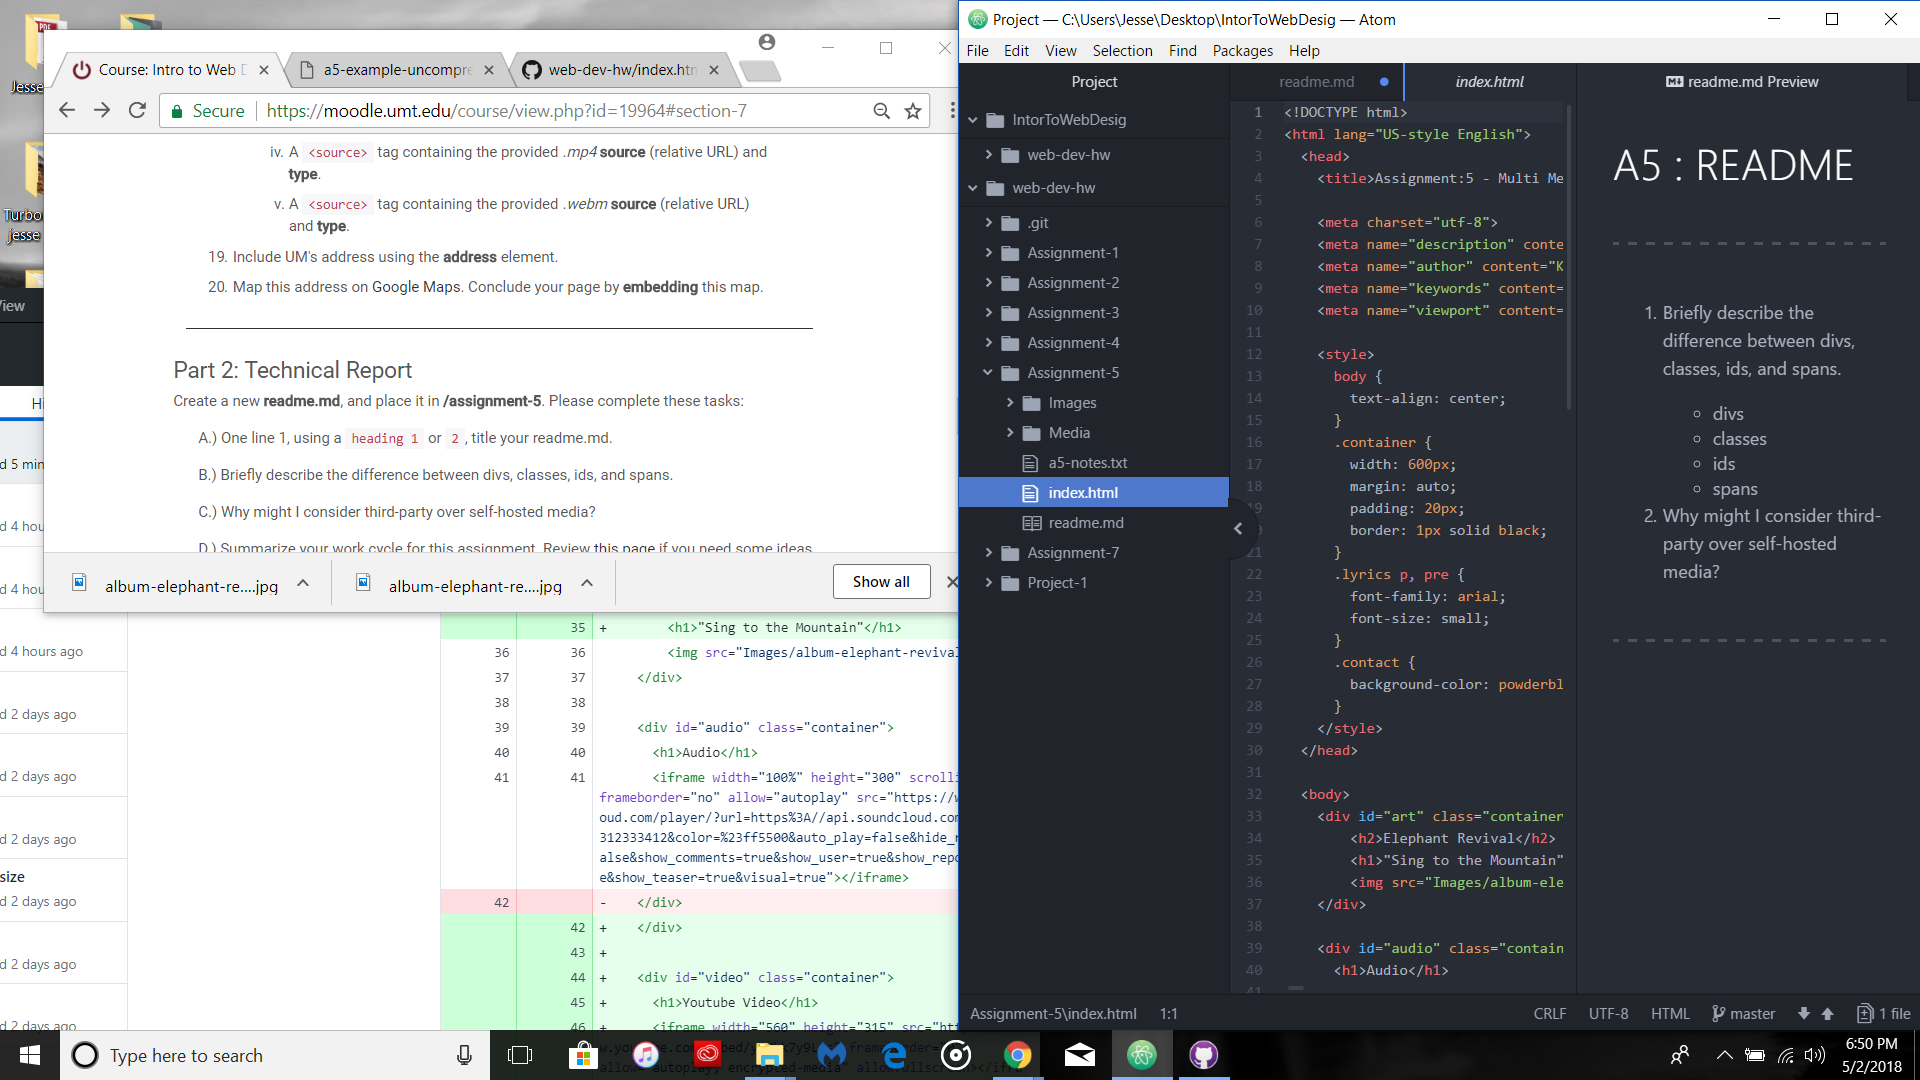 Jesse
Turbo
jesse
View
Hi
d 5 min
d 4 hou
d 4 hou
d 4 hours ago
d 2 days ago
d 2 days ago
d 2 days ago
size
d 2 days ago
d 2 days ago
d 2 days ago
Course: Intro to Web D
a5-example-uncompre
web-dev-hw/index.htm
Secure
https://moodle.umt.edu/course/view.php?id=19964#section-7
iv. A <source> tag containing the provided .mp4 source (relative URL) and
type.
v. A <source> tag containing the provided .webm source (relative URL)
and type.
19. Include UM's address using the address element.
20. Map this address on Google Maps. Conclude your page by embedding this map.
Part 2: Technical Report
Create a new readme.md, and place it in /assignment-5. Please complete these tasks:
A.) One line 1, using a heading 1 or 2 , title your readme.md.
B.) Briefly describe the difference between divs, classes, ids, and spans.
C.) Why might I consider third-party over self-hosted media?
D.) Summarize your work cycle for this assignment. Review this page if you need some ideas
album-elephant-re....jpg
album-elephant-re....jpg
Show all
35 + <h1>"Sing to the Mountain"</h1>
36 36 <img src="Images/album-elephant-revival
37 37 </div>
38 38
39 39 <div id="audio" class="container">
40 40 <h1>Audio</h1>
41 41 <iframe width="100%" height="300" scrolli
frameborder="no" allow="autoplay" src="https://w
oud.com/player/?url=https%3A//api.soundcloud.com
312333412&color=%23ff5500&auto_play=false&hide_r
alse&show_comments=true&show_user=true&show_repo
e&show_teaser=true&visual=true"></iframe>
42 - </div>
42 + </div>
43 +
44 + <div id="video" class="container">
45 + <h1>Youtube Video</h1>
46 + <iframe width="560" height="315" src="htt
Project — C:\Users\Jesse\Desktop\IntorToWebDesig — Atom
File Edit View Selection Find Packages Help
Project
IntorToWebDesig
web-dev-hw
web-dev-hw
.git
Assignment-1
Assignment-2
Assignment-3
Assignment-4
Assignment-5
Images
Media
a5-notes.txt
index.html
readme.md
Assignment-7
Project-1
readme.md
index.html
readme.md Preview
1 <!DOCTYPE html>
2 <html lang="US-style English">
3 <head>
4 <title>Assignment:5 - Multi Me
5
6 <meta charset="utf-8">
7 <meta name="description" conte
8 <meta name="author" content="K
9 <meta name="keywords" content=
10 <meta name="viewport" content=
11
12 <style>
13 body {
14 text-align: center;
15 }
16 .container {
17 width: 600px;
18 margin: auto;
19 padding: 20px;
20 border: 1px solid black;
21 }
22 .lyrics p, pre {
23 font-family: arial;
24 font-size: small;
25 }
26 .contact {
27 background-color: powderbl
28 }
29 </style>
30 </head>
31
32 <body>
33 <div id="art" class="container
34 <h2>Elephant Revival</h2>
35 <h1>"Sing to the Mountain"
36 <img src="Images/album-ele
37 </div>
38
39 <div id="audio" class="contain
40 <h1>Audio</h1>
41
A5 : README
1. Briefly describe the
difference between divs,
classes, ids, and spans.
divs
classes
ids
spans
2. Why might I consider third-
party over self-hosted
media?
Assignment-5\index.html 1:1
CRLF UTF-8 HTML master 1 file
Type here to search
6:50 PM
5/2/2018